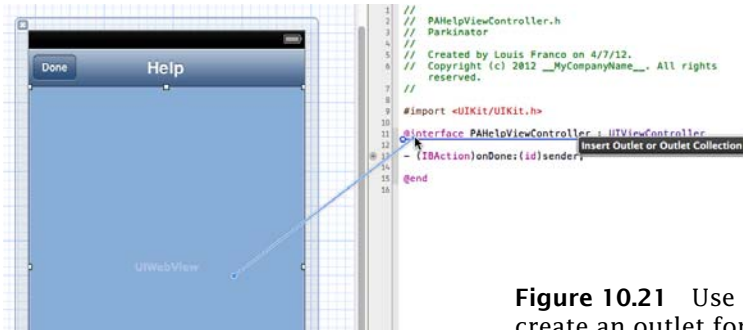 Done
Help
UIWebView
1 //
2 // PAHelpViewController.h
3 // Parkinator
4 //
5 // Created by Louis Franco on 4/7/12.
6 // Copyright (c) 2012 __MyCompanyName__. All rights
reserved.
7 //
8
9 #import <UIKit/UIKit.h>
10
11 @interface PAHelpViewController : UIViewController
12
Insert Outlet or Outlet Collection
13 - (IBAction)onDone:(id)sender;
14
15 @end
16
Figure 10.21 Use
create an outlet for